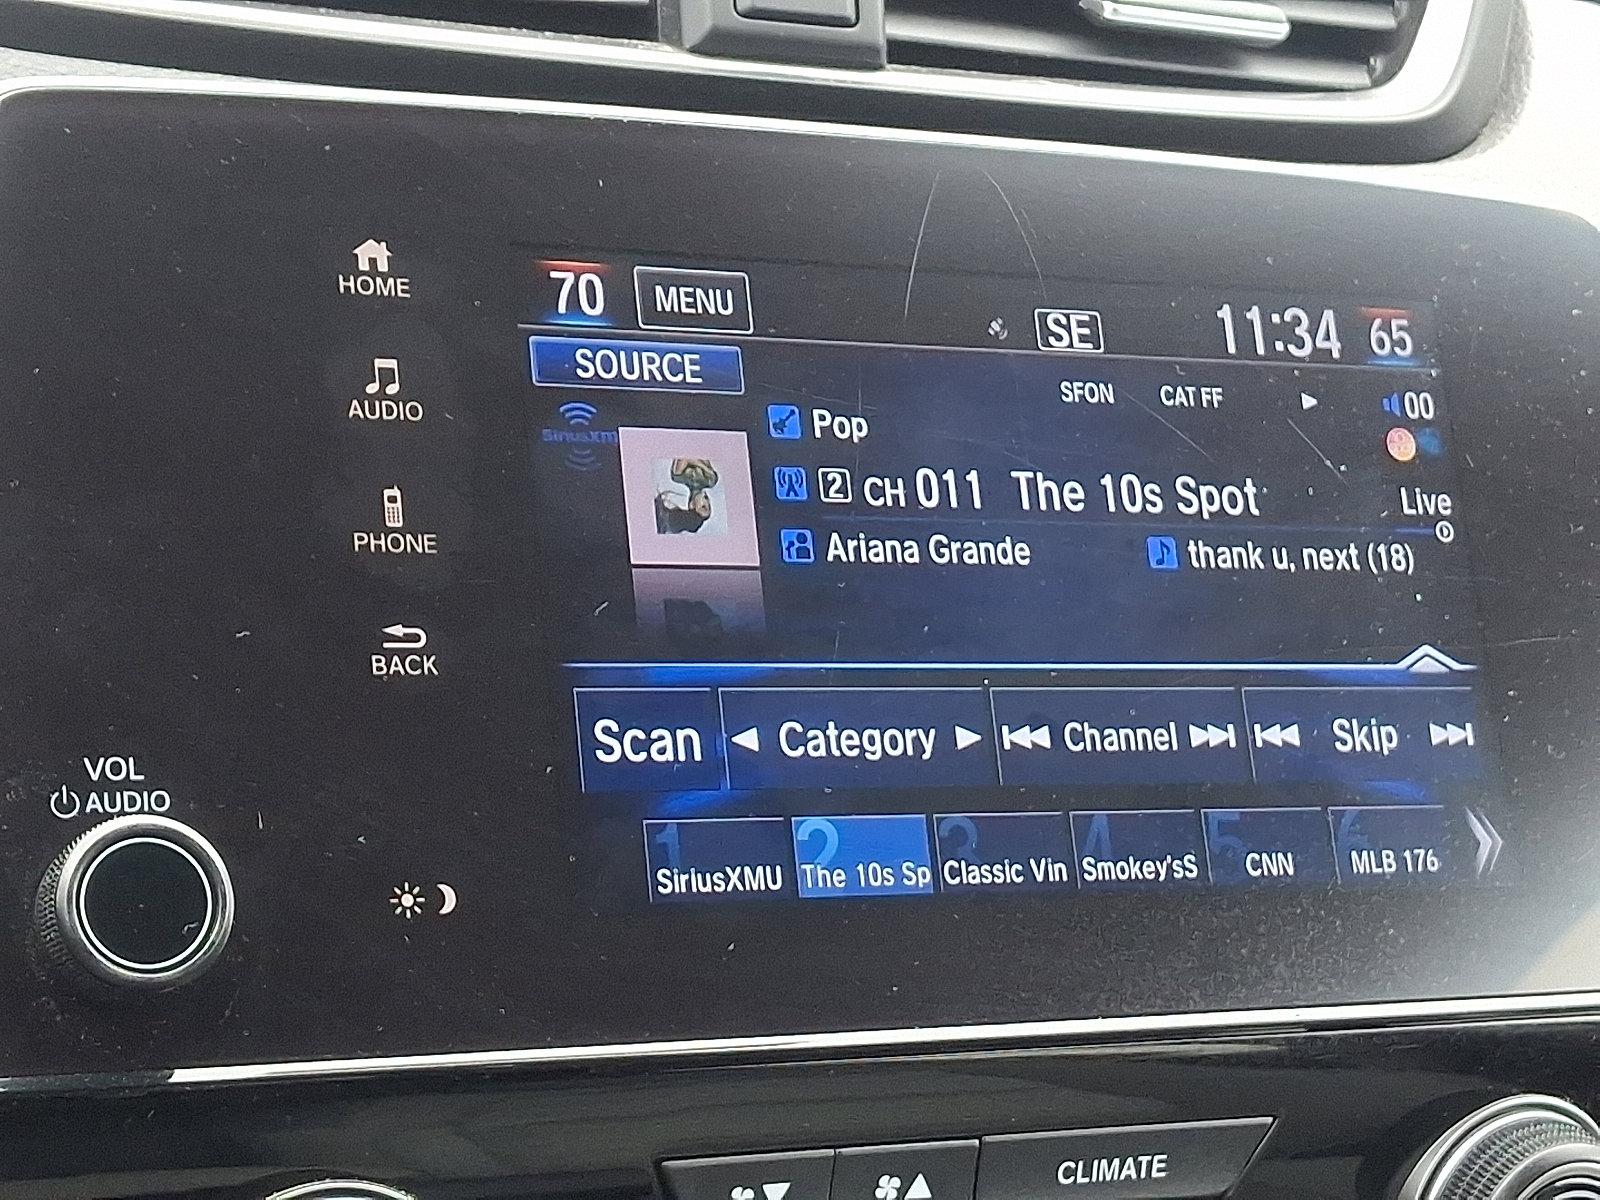 HOME
AUDIO
PHONE
BACK
VOL
AUDIO
70 MENU SE 11:34 65
SOURCE SFON CAT FF 00
SiriusXM
Pop
2 CH 011 The 10s Spot Live
Ariana Grande thank u, next (18)
Scan Category Channel Skip
1 SiriusXMU
2 The 10s Sp
3 Classic Vin
4 Smokey'sS
5 CNN
6 MLB 176
CLIMATE